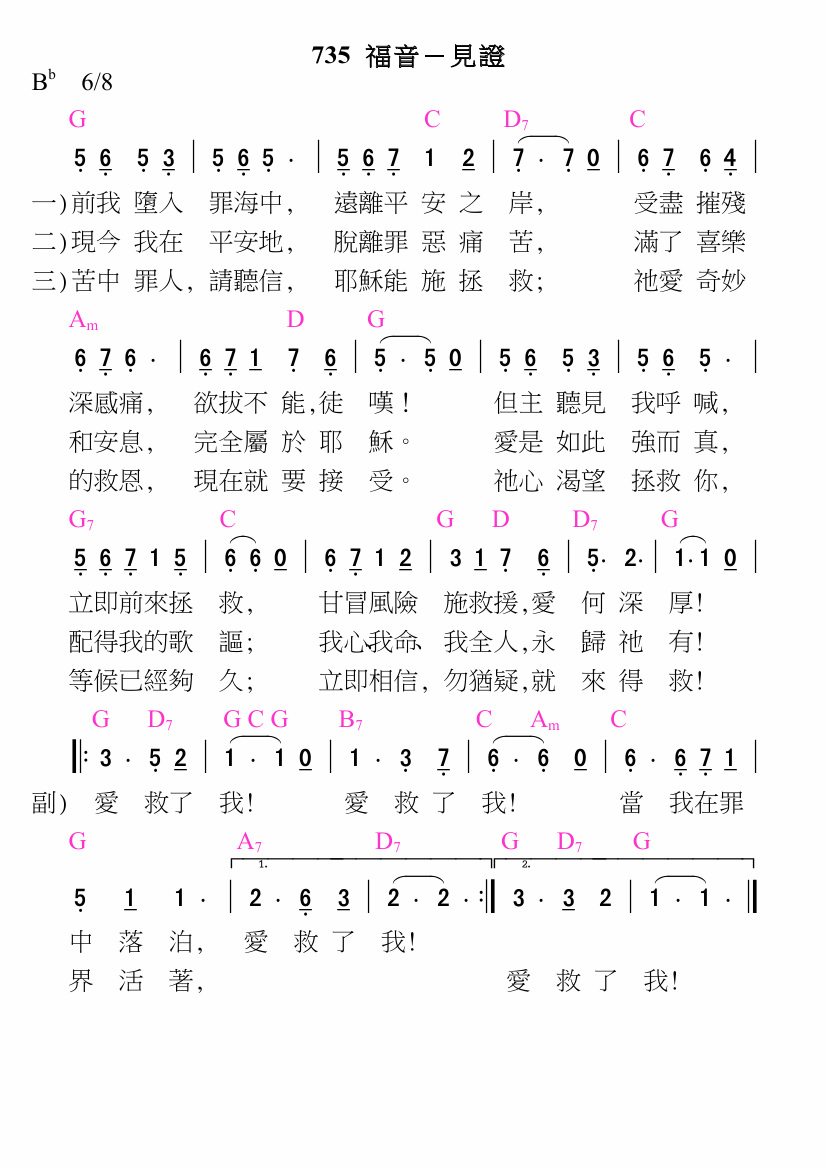 735 福音－見證
B♭ 6/8
G C D7 C
5 6 5 3 | 5 6 5 · | 5 6 7 1 2 | 7 · 7 0 | 6 7 6 4 |
一)前我 墮入 罪海中, 遠離平 安 之 岸, 受盡 摧殘
二)現今 我在 平安地, 脫離罪 惡 痛 苦, 滿了 喜樂
三)苦中 罪人, 請聽信, 耶穌能 施 拯 救; 祂愛 奇妙
Am D G
6 7 6 · | 6 7 1 7 6 | 5 · 5 0 | 5 6 5 3 | 5 6 5 · |
深感痛, 欲拔不 能,徒 嘆! 但主 聽見 我呼 喊,
和安息, 完全屬 於 耶 穌。 愛是 如此 強而 真,
的救恩, 現在就 要 接 受。 祂心 渴望 拯救 你,
G7 C G D D7 G
5 6 7 1 5 | 6 6 0 | 6 7 1 2 | 3 1 7 6 | 5· 2· | 1·1 0 |
立即前來拯 救, 甘冒風險 施救援,愛 何 深 厚!
配得我的歌 謳; 我心、我命、 我全人,永 歸 祂 有!
等候已經夠 久; 立即相信, 勿猶疑,就 來 得 救!
G D7 G C G B7 C Am C
‖: 3 · 5 2 | 1 · 1 0 | 1 · 3 7 | 6 · 6 0 | 6 · 6 7 1 |
副) 愛 救了 我! 愛 救 了 我! 當 我在罪
G A7 D7 G D7 G
1. 2.
5 1 1 · | 2 · 6 3 | 2 · 2 · :‖ 3 · 3 2 | 1 · 1 · ‖
中 落 泊, 愛 救 了 我!
界 活 著, 愛 救 了 我!